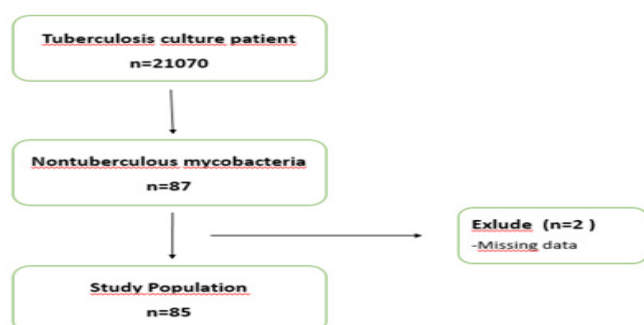 Tuberculosis culture patient
n=21070
Nontuberculous mycobacteria
n=87
Exlude (n=2 )
-Missing data
Study Population
n=85